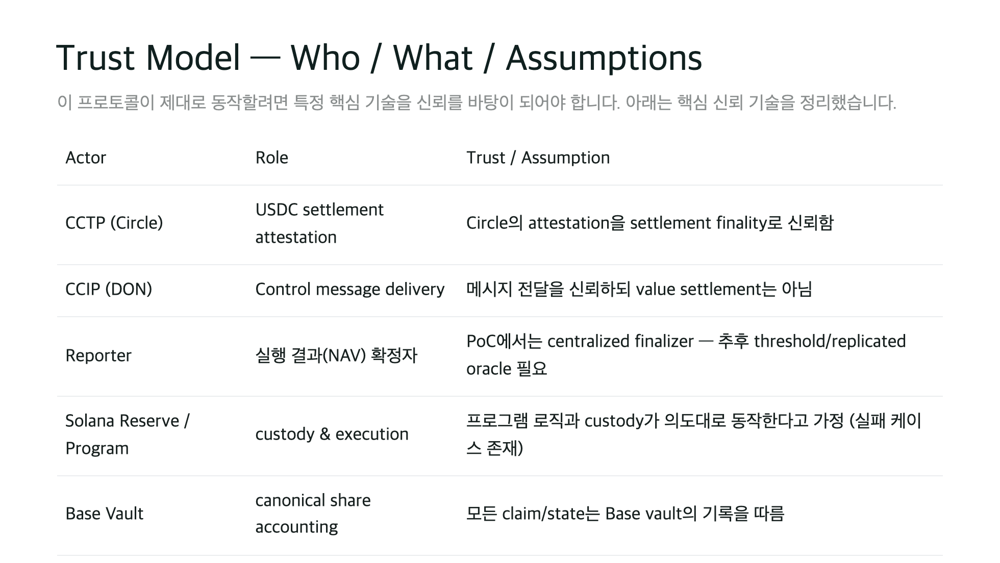 Trust Model — Who / What / Assumptions
이 프로토콜이 제대로 동작할려면 특정 핵심 기술을 신뢰를 바탕이 되어야 합니다. 아래는 핵심 신뢰 기술을 정리했습니다.
Actor
Role
Trust / Assumption
CCTP (Circle)
USDC settlement
attestation
Circle의 attestation을 settlement finality로 신뢰함
CCIP (DON)
Control message delivery
메시지 전달을 신뢰하되 value settlement는 아님
Reporter
실행 결과(NAV) 확정자
PoC에서는 centralized finalizer — 추후 threshold/replicated
oracle 필요
Solana Reserve /
Program
custody & execution
프로그램 로직과 custody가 의도대로 동작한다고 가정 (실패 케이
스 존재)
Base Vault
canonical share
accounting
모든 claim/state는 Base vault의 기록을 따름